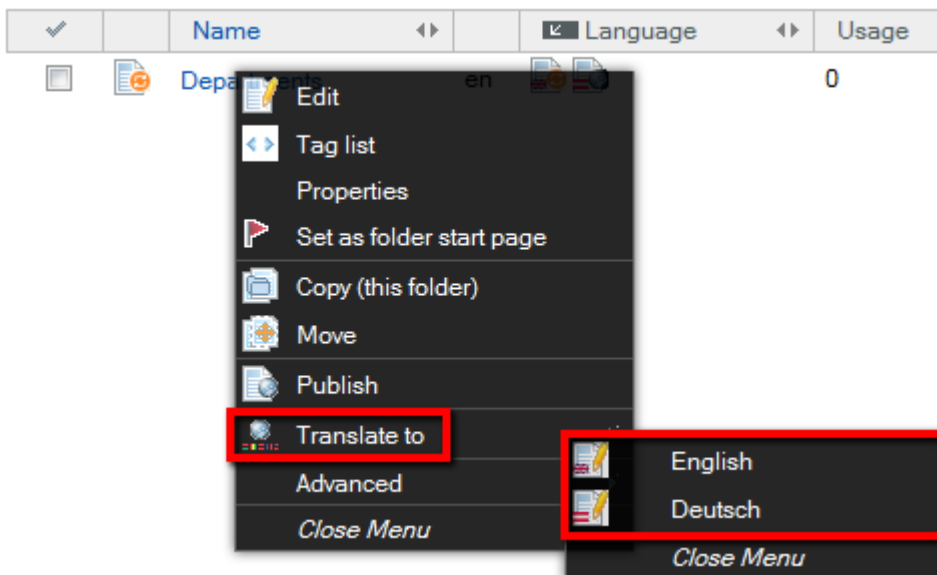 Name Language Usage
Departments en 0
Edit
Tag list
Properties
Set as folder start page
Copy (this folder)
Move
Publish
Translate to
English
Advanced
Deutsch
Close Menu
Close Menu